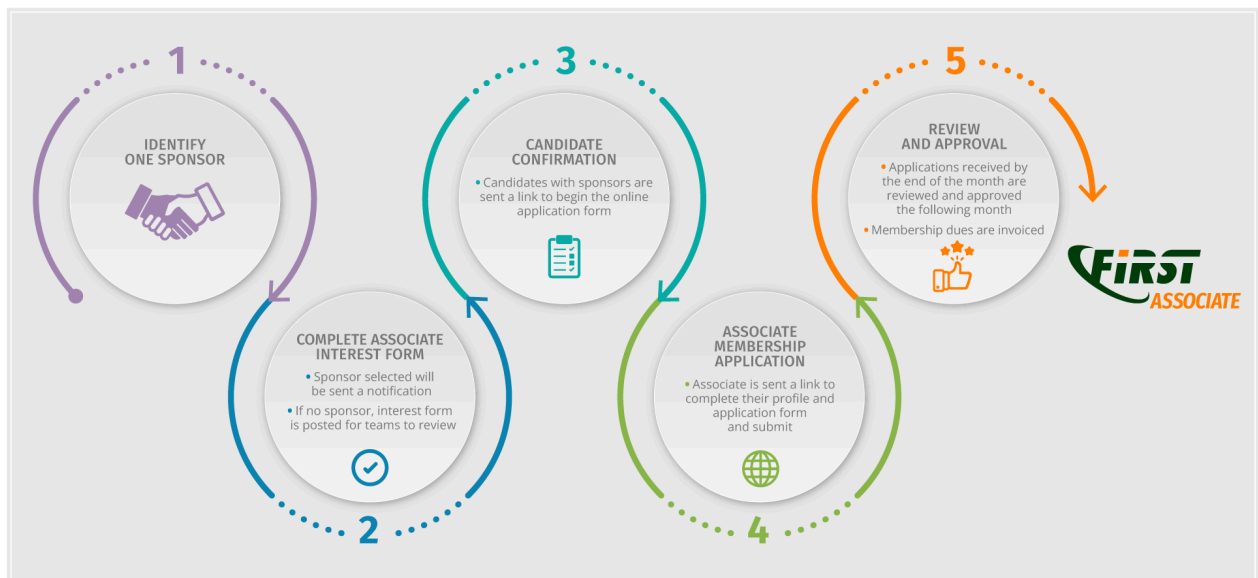 1
IDENTIFY
ONE SPONSOR
2
COMPLETE ASSOCIATE
INTEREST FORM
• Sponsor selected will
be sent a notification
• If no sponsor, interest form
is posted for teams to review
3
CANDIDATE
CONFIRMATION
• Candidates with sponsors are
sent a link to begin the online
application form
4
ASSOCIATE
MEMBERSHIP
APPLICATION
• Associate is sent a link to
complete their profile and
application form
and submit
5
REVIEW
AND APPROVAL
• Applications received by
the end of the month are
reviewed and approved
the following month
• Membership dues are invoiced
FiRST
ASSOCIATE